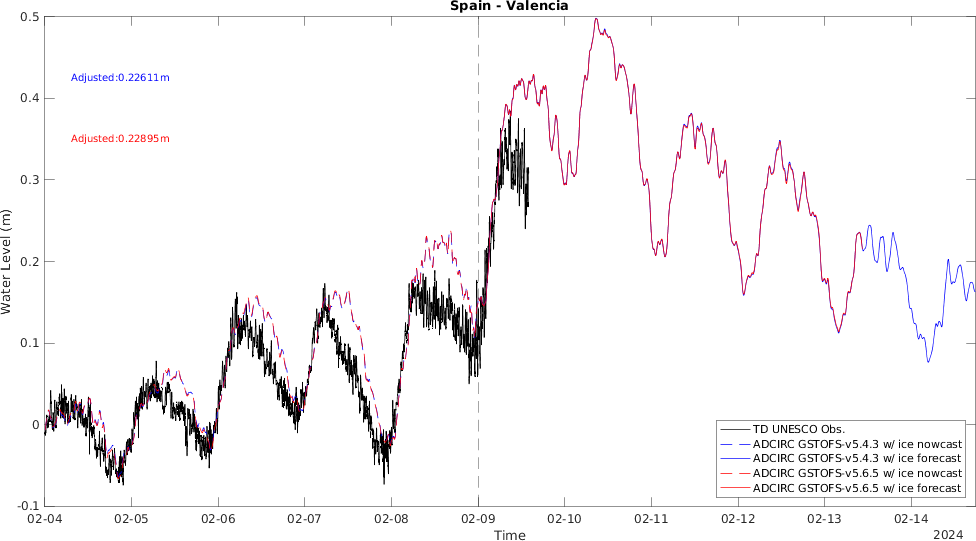 Spain - Valencia
0.5
Adjusted:0.22611m
0.4
Adjusted:0.22895m
0.3
0.2
0.1
0
-0.1
Water Level (m)
TD UNESCO Obs.
ADCIRC GSTOFS-v5.4.3 w/ ice nowcast
ADCIRC GSTOFS-v5.4.3 w/ ice forecast
ADCIRC GSTOFS-v5.6.5 w/ ice nowcast
ADCIRC GSTOFS-v5.6.5 w/ ice forecast
02-04 02-05 02-06 02-07 02-08 02-09 02-10 02-11 02-12 02-13 02-14
Time
2024